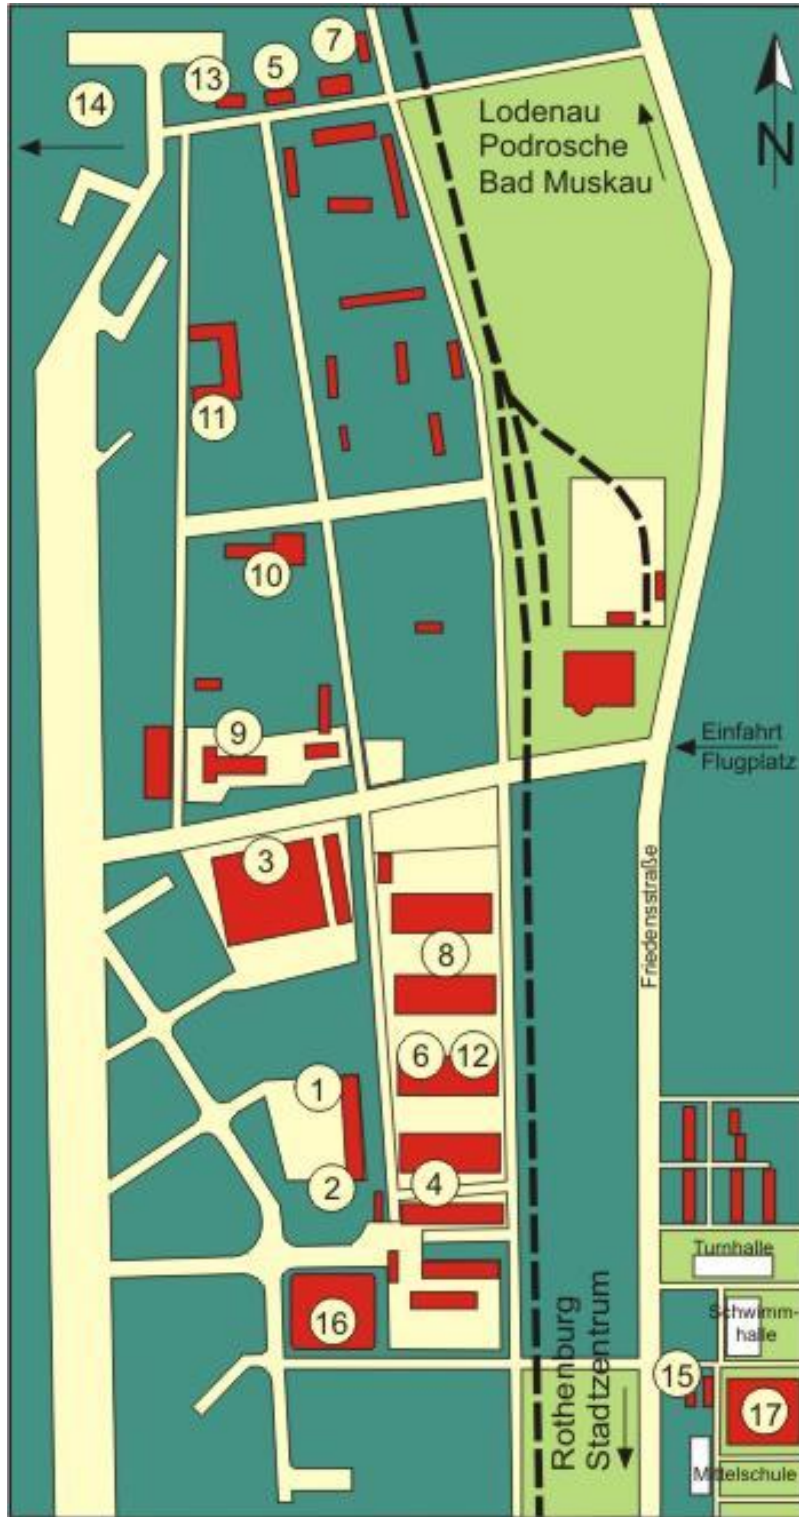 7
13
5
14
Lodenau
Podrosche
Bad Muskau
N
11
10
9
Einfahrt
Flugplatz
3
Friedensstraße
8
6
12
1
2
4
Turnhalle
Schwimm-
halle
16
Rothenburg
Stadtzentrum
15
17
Mittelschule